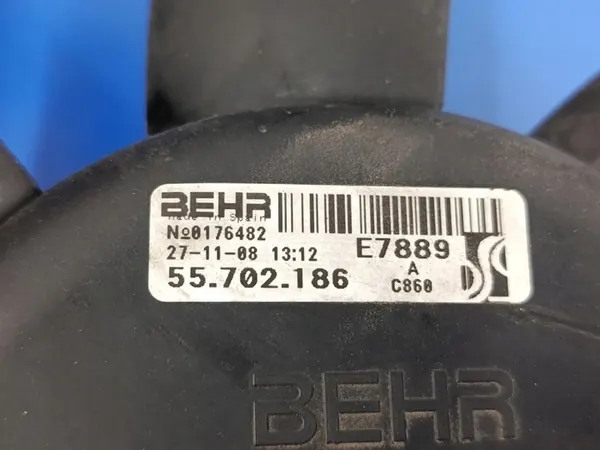 BEHR
Made in Spain
№0176482
27-11-08 13:12
E7889
A
55.702.186
C860
BEHR